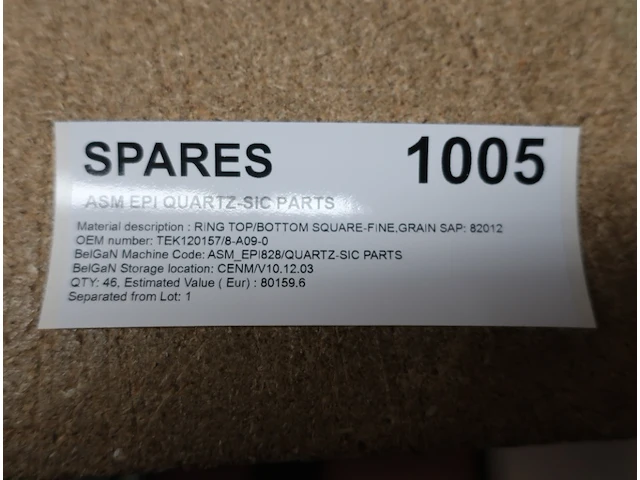 SPARES 1005
ASM EPI QUARTZ-SIC PARTS
Material description : RING TOP/BOTTOM SQUARE-FINE,GRAIN SAP: 82012
OEM number: TEK120157/8-A09-0
BelGaN Machine Code: ASM_EPI828/QUARTZ-SIC PARTS
BelGaN Storage location: CENM/V10.12.03
QTY: 46, Estimated Value ( Eur) : 80159.6
Separated from Lot: 1